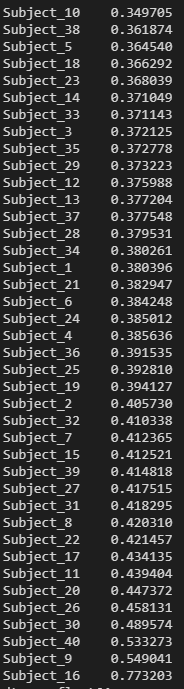 Subject_10    0.349705
Subject_38    0.361874
Subject_5     0.364540
Subject_18    0.366292
Subject_23    0.368039
Subject_14    0.371049
Subject_33    0.371143
Subject_3     0.372125
Subject_35    0.372778
Subject_29    0.373223
Subject_12    0.375988
Subject_13    0.377204
Subject_37    0.377548
Subject_28    0.379531
Subject_34    0.380261
Subject_1     0.380396
Subject_21    0.382947
Subject_6     0.384248
Subject_24    0.385012
Subject_4     0.385636
Subject_36    0.391535
Subject_25    0.392810
Subject_19    0.394127
Subject_2     0.405730
Subject_32    0.410338
Subject_7     0.412365
Subject_15    0.412521
Subject_39    0.414818
Subject_27    0.417515
Subject_31    0.418295
Subject_8     0.420310
Subject_22    0.421457
Subject_17    0.434135
Subject_11    0.439404
Subject_20    0.447372
Subject_26    0.458131
Subject_30    0.489574
Subject_40    0.533273
Subject_9     0.549041
Subject_16    0.773203